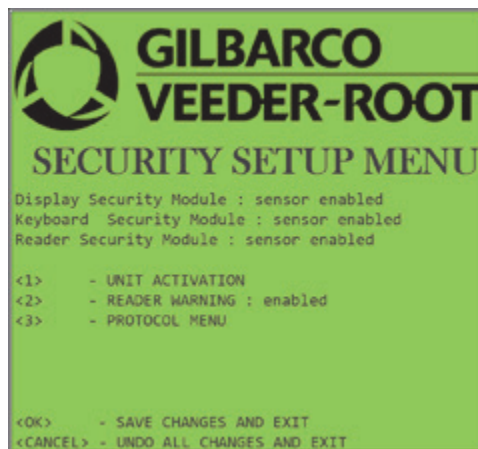 GILBARCO
VEEDER-ROOT
SECURITY SETUP MENU
Display Security Module : sensor enabled
Keyboard Security Module : sensor enabled
Reader Security Module : sensor enabled
<1> - UNIT ACTIVATION
<2> - READER WARNING : enabled
<3> - PROTOCOL MENU
<OK> - SAVE CHANGES AND EXIT
<CANCEL> - UNDO ALL CHANGES AND EXIT